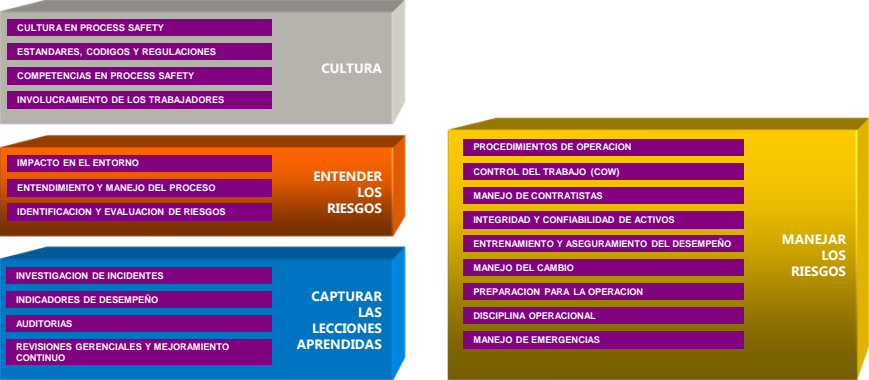 CULTURA EN PROCESS SAFETY
ESTANDARES, CODIGOS Y REGULACIONES
COMPETENCIAS EN PROCESS SAFETY
INVOLUCRAMIENTO DE LOS TRABAJADORES
CULTURA
IMPACTO EN EL ENTORNO
ENTENDIMIENTO Y MANEJO DEL PROCESO
IDENTIFICACION Y EVALUACION DE RIESGOS
ENTENDER
LOS
RIESGOS
INVESTIGACION DE INCIDENTES
INDICADORES DE DESEMPEÑO
AUDITORIAS
REVISIONES GERENCIALES Y MEJORAMIENTO
CONTINUO
CAPTURAR
LAS
LECCIONES
APRENDIDAS
PROCEDIMIENTOS DE OPERACION
CONTROL DEL TRABAJO (COW)
MANEJO DE CONTRATISTAS
INTEGRIDAD Y CONFIABILIDAD DE ACTIVOS
ENTRENAMIENTO Y ASEGURAMIENTO DEL DESEMPEÑO
MANEJO DEL CAMBIO
PREPARACION PARA LA OPERACION
DISCIPLINA OPERACIONAL
MANEJO DE EMERGENCIAS
MANEJAR
LOS
RIESGOS